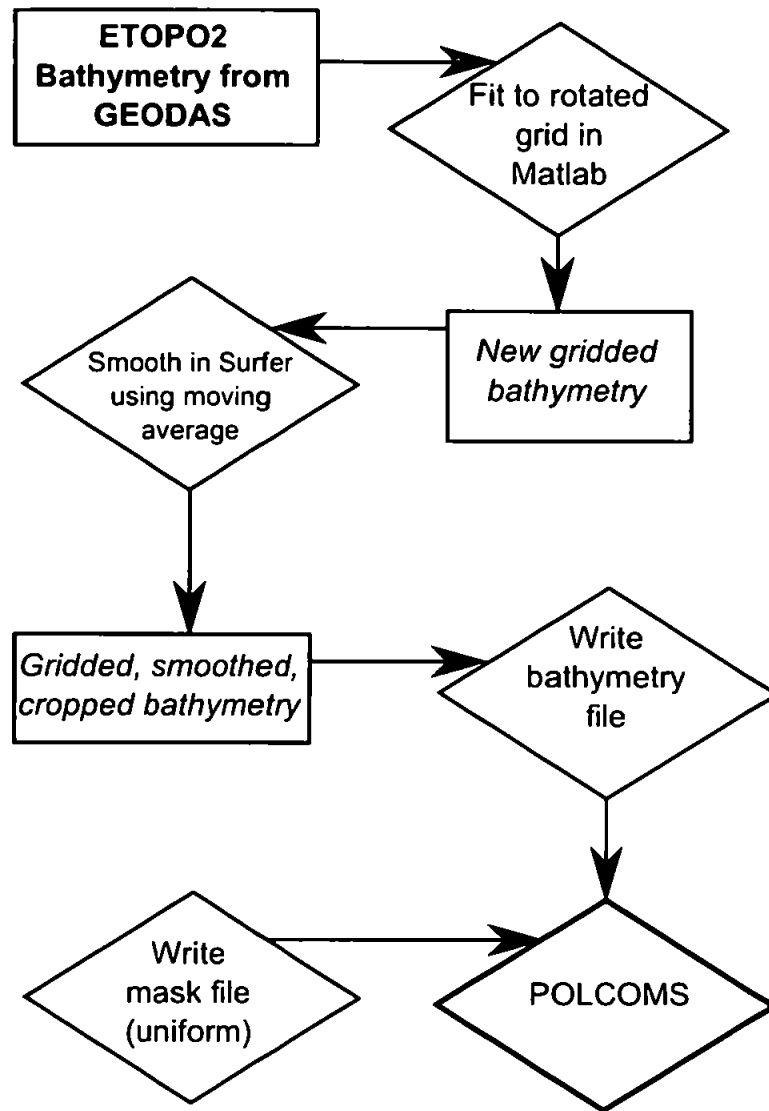 ETOPO2
Bathymetry from
GEODAS
Fit to rotated
grid in
Matlab
New gridded
bathymetry
Smooth in Surfer
using moving
average
Gridded, smoothed,
cropped bathymetry
Write
bathymetry
file
Write
mask file
(uniform)
POLCOMS